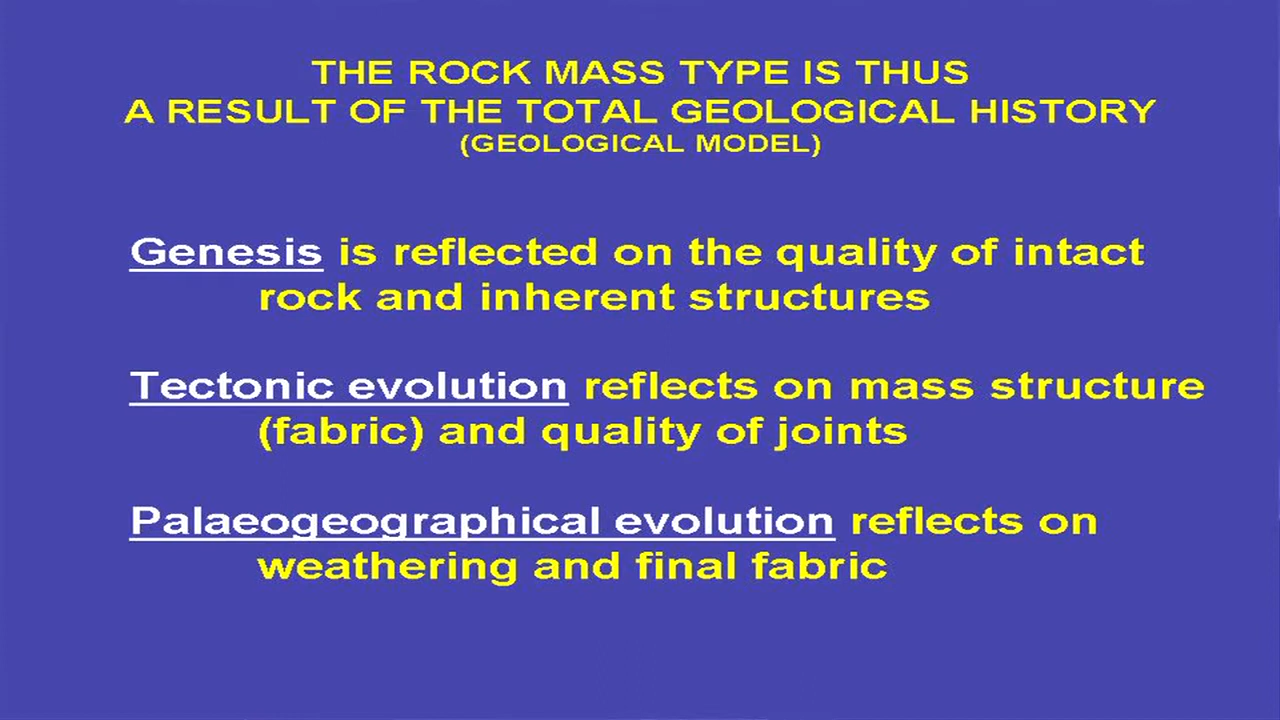 THE ROCK MASS TYPE IS THUS
A RESULT OF THE TOTAL GEOLOGICAL HISTORY
(GEOLOGICAL MODEL)
Genesis is reflected on the quality of intact
rock and inherent structures
Tectonic evolution reflects on mass structure
(fabric) and quality of joints
Palaeogeographical evolution reflects on
weathering and final fabric